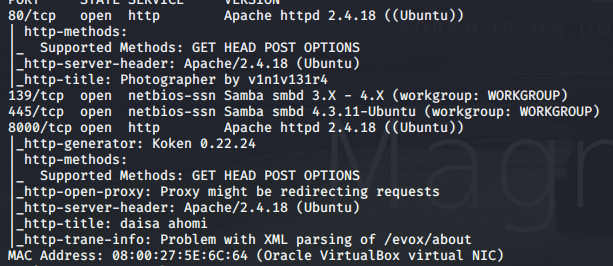 PORT STATE SERVICE VERSION
80/tcp open http Apache httpd 2.4.18 ((Ubuntu))
| http-methods:
|_ Supported Methods: GET HEAD POST OPTIONS
|_http-server-header: Apache/2.4.18 (Ubuntu)
|_http-title: Photographer by v1n1v131r4
139/tcp open netbios-ssn Samba smbd 3.X - 4.X (workgroup: WORKGROUP)
445/tcp open netbios-ssn Samba smbd 4.3.11-Ubuntu (workgroup: WORKGROUP)
8000/tcp open http Apache httpd 2.4.18 ((Ubuntu))
|_http-generator: Koken 0.22.24
| http-methods:
|_ Supported Methods: GET HEAD POST OPTIONS
|_http-open-proxy: Proxy might be redirecting requests
|_http-server-header: Apache/2.4.18 (Ubuntu)
|_http-title: daisa ahomi
|_http-trane-info: Problem with XML parsing of /evox/about
MAC Address: 08:00:27:5E:6C:64 (Oracle VirtualBox virtual NIC)
LOREM IPSUM DO
Magn